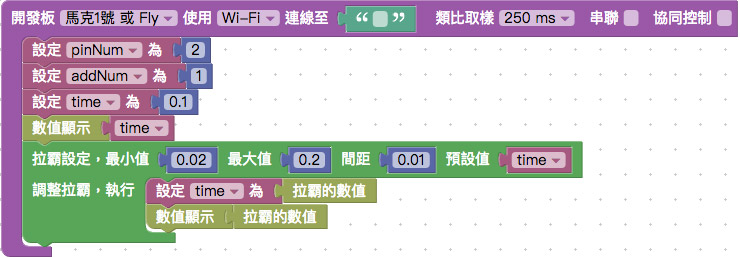 開發板 馬克1號 或 Fly 使用 Wi-Fi 連線至 “ ” 類比取樣 250 ms 串聯 協同控制
設定 pinNum 為 2
設定 addNum 為 1
設定 time 為 0.1
數值顯示 time
拉霸設定，最小值 0.02 最大值 0.2 間距 0.01 預設值 time
調整拉霸，執行 設定 time 為 拉霸的數值
數值顯示 拉霸的數值